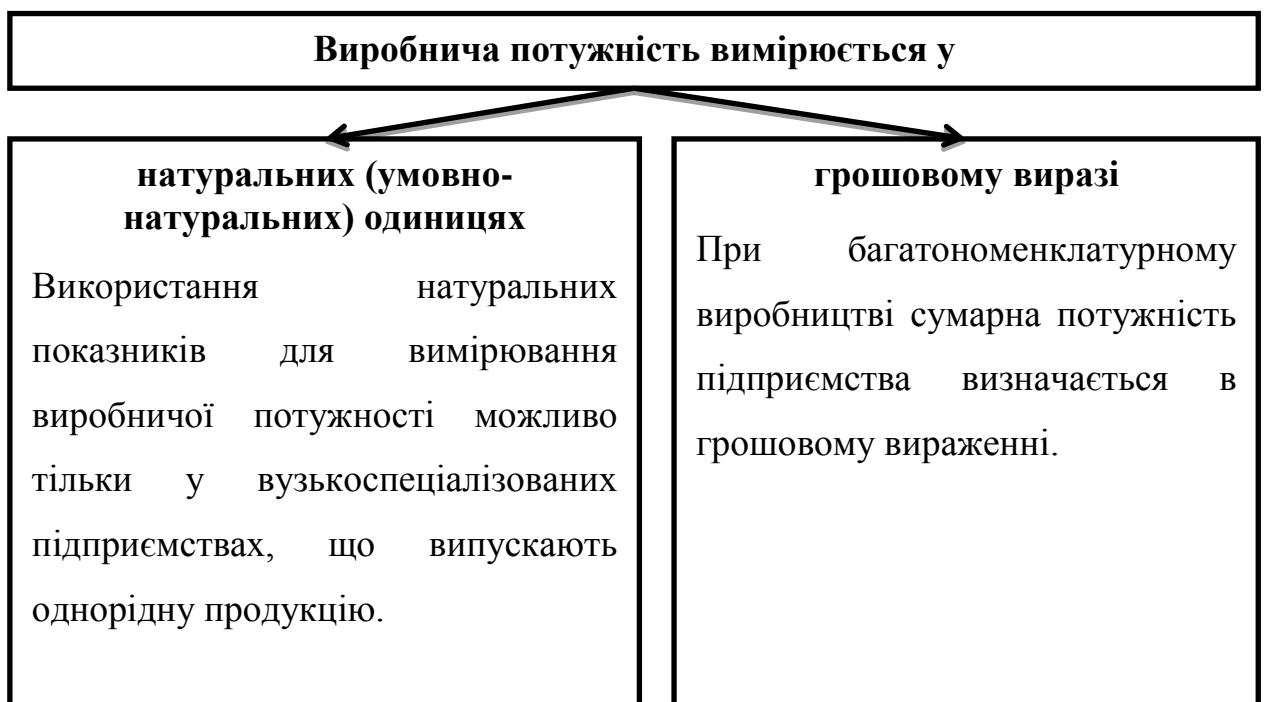 Виробнича потужність вимірюється у
натуральних (умовно-
натуральних) одиницях
Використання натуральних
показників для вимірювання
виробничої потужності можливо
тільки у вузькоспеціалізованих
підприємствах, що випускають
однорідну продукцію.
грошовому виразі
При багатономенклатурному
виробництві сумарна потужність
підприємства визначається в
грошовому вираженні.